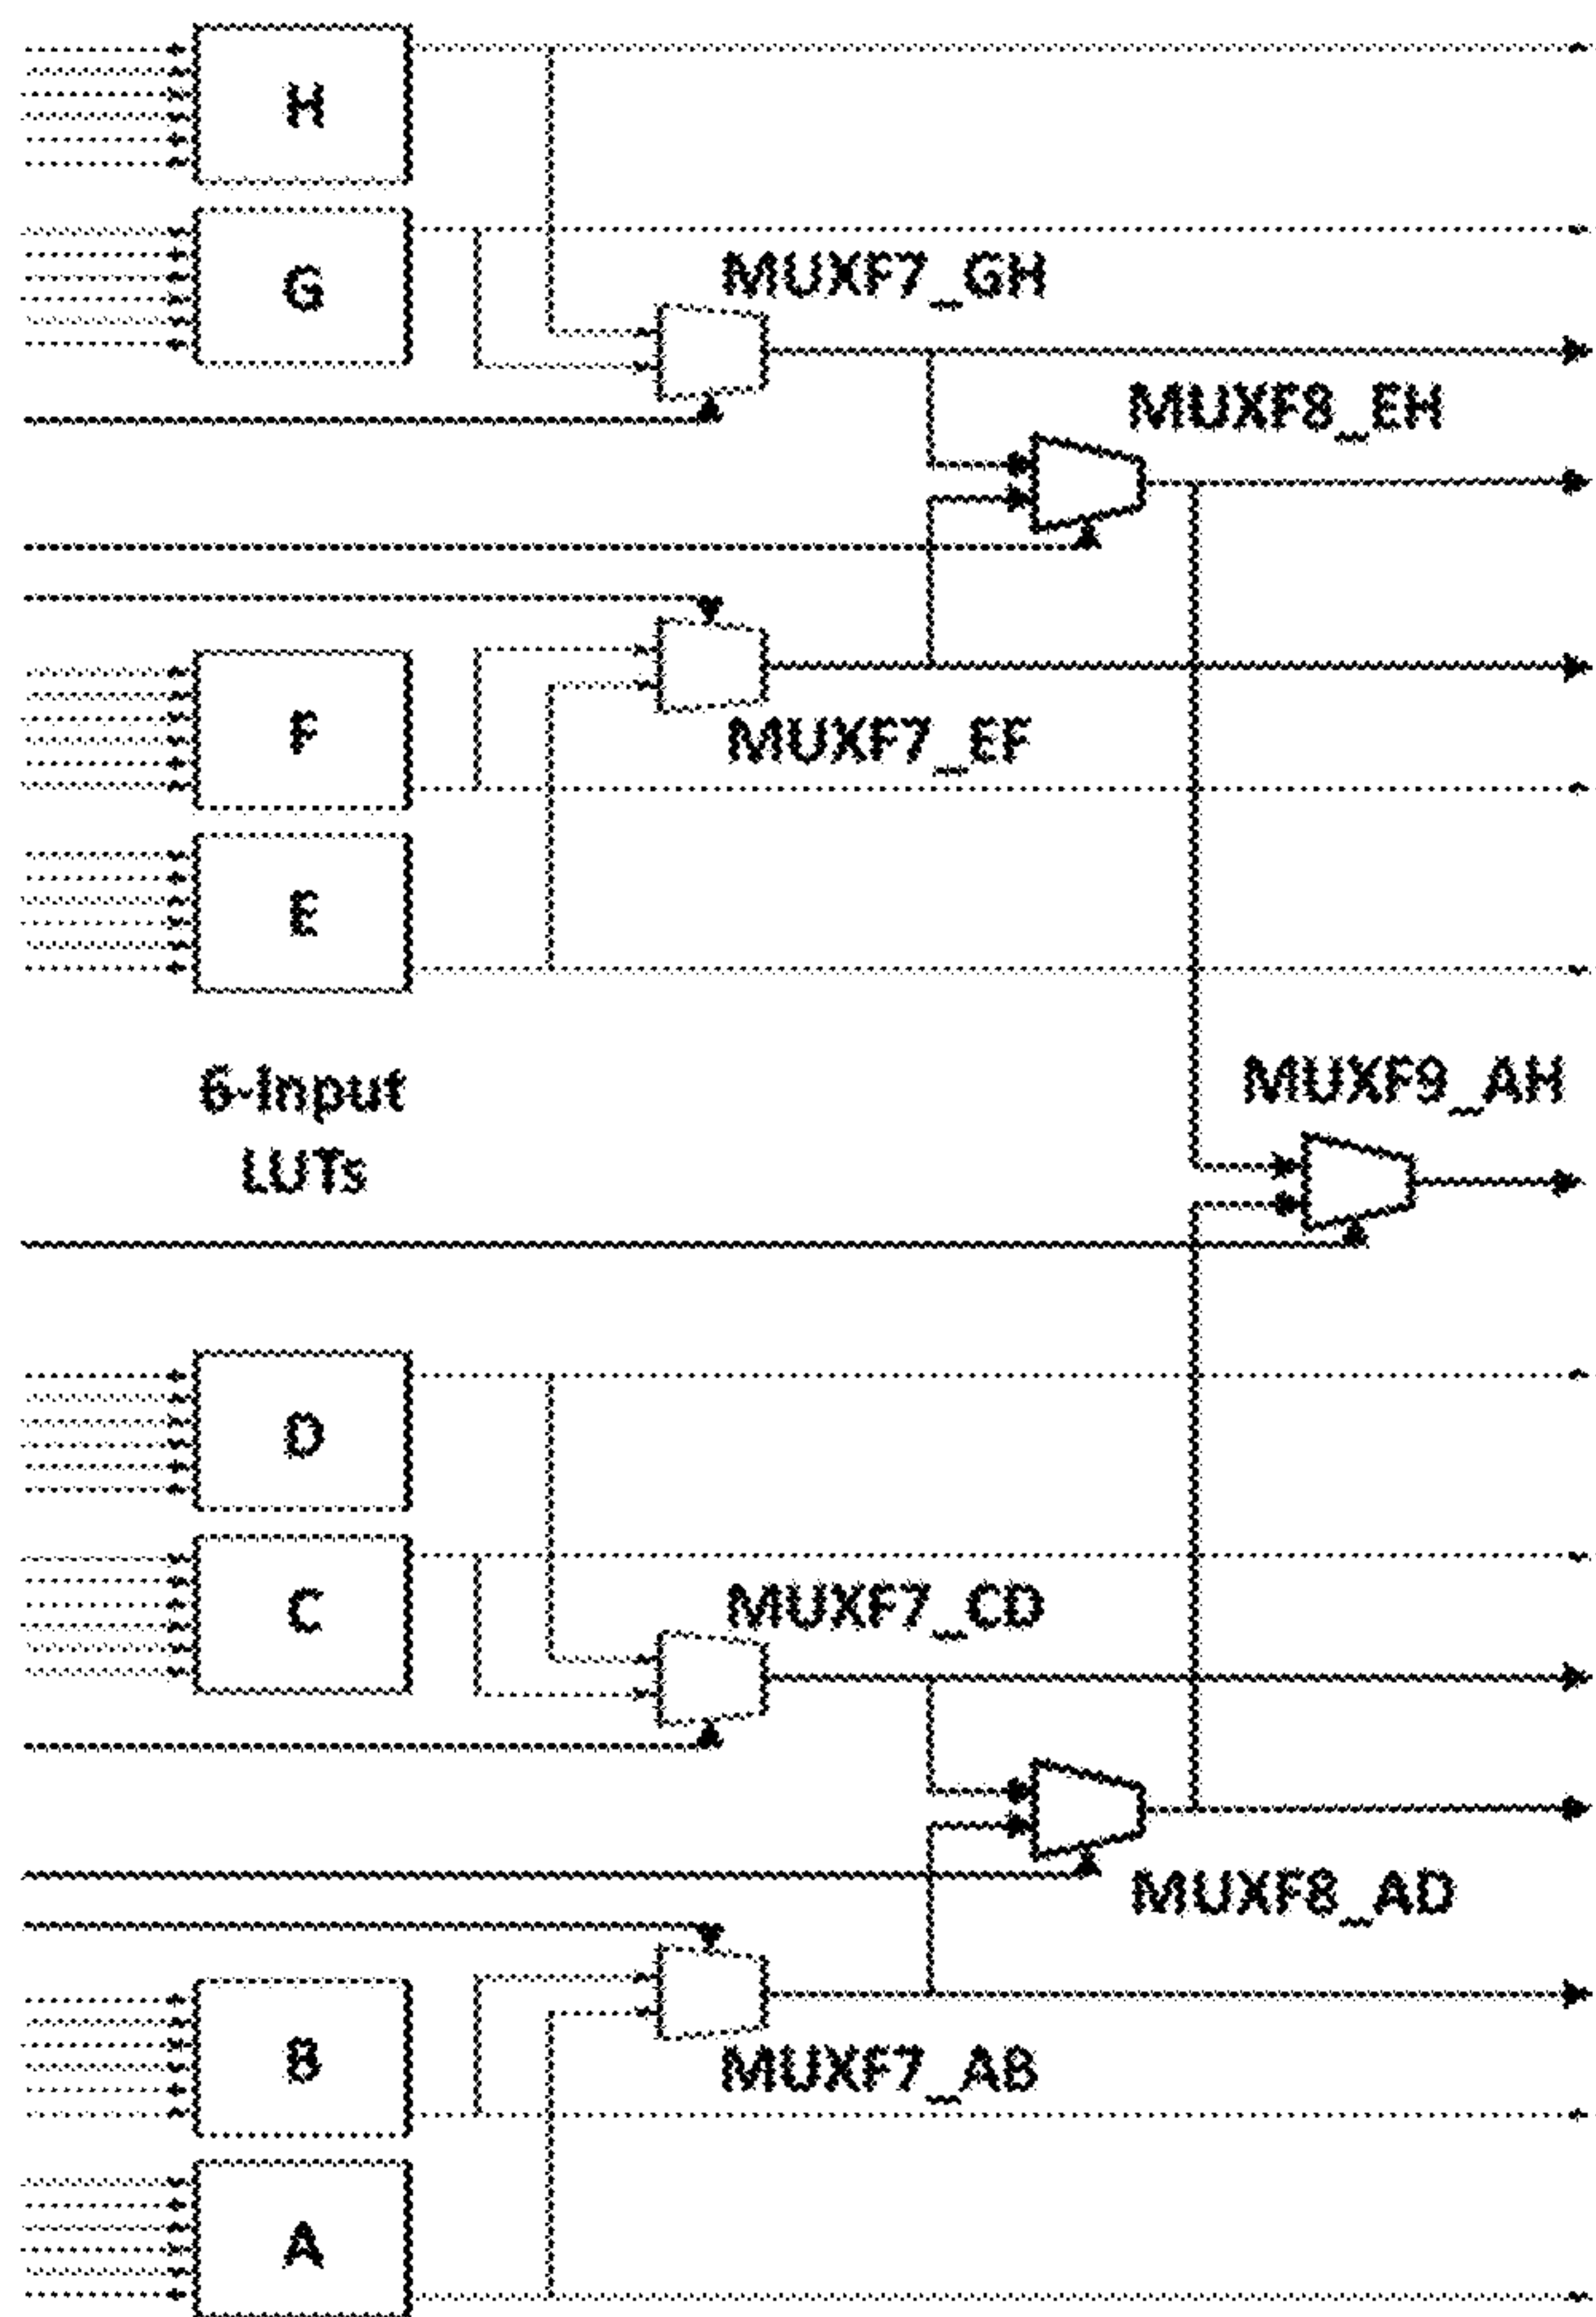 H
G
MUXF7_GH
MUXF8_EH
F
MUXF7_EF
E
6-Input
LUTs
MUXF9_AH
D
C
MUXF7_CD
MUXF8_AD
B
MUXF7_AB
A